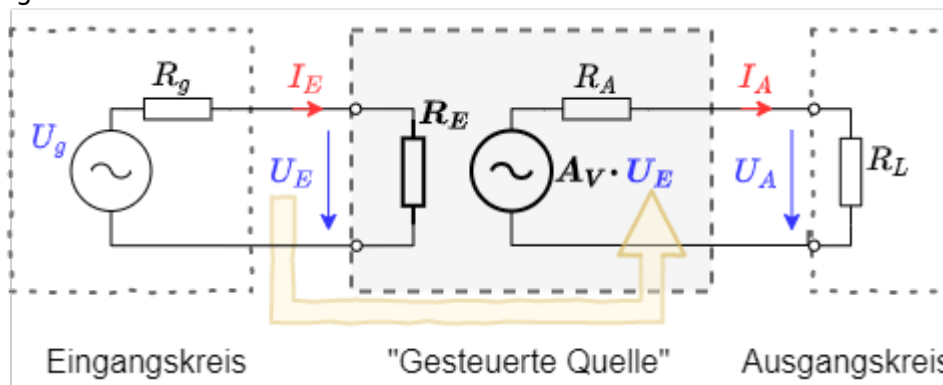 R_g I_E R_E R_A I_A
U_g U_E A_V · U_E U_A R_L
Eingangskreis "Gesteuerte Quelle" Ausgangskreis